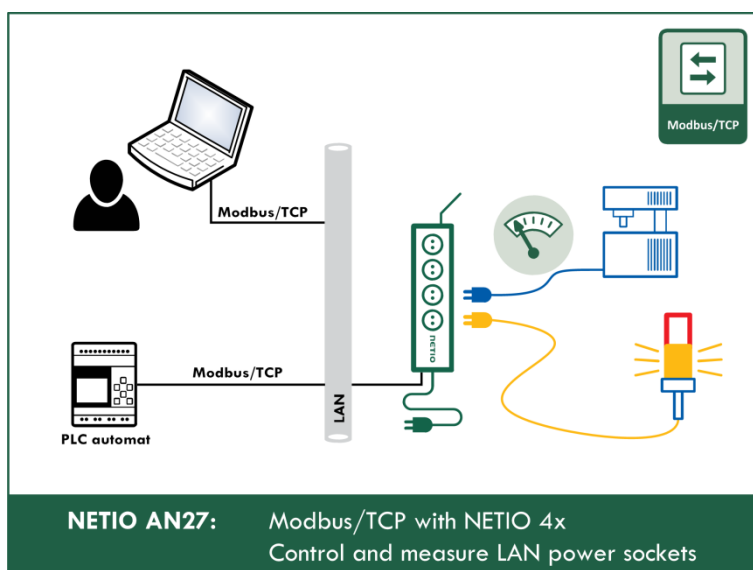 Modbus/TCP
Modbus/TCP
NETIO
Modbus/TCP
LAN
PLC automat
NETIO AN27: Modbus/TCP with NETIO 4x
Control and measure LAN power sockets